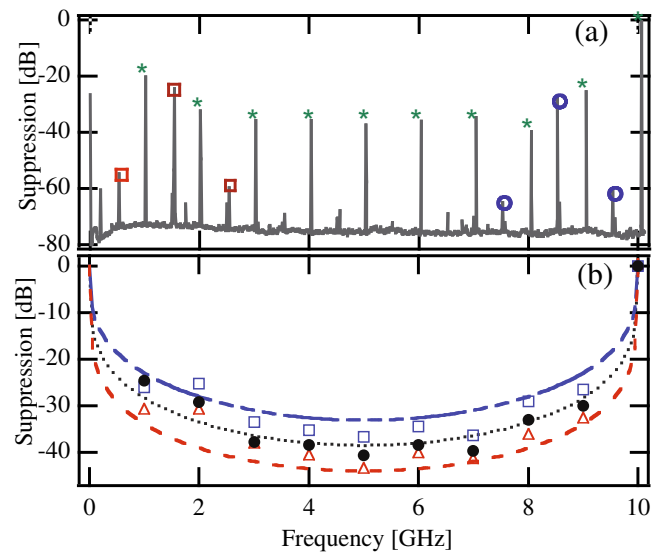 (a)
Suppression [dB]
0
-20
-40
-60
-80
* * * * * * * * * *
(b)
Suppression [dB]
0
-10
-20
-30
-40
0 2 4 6 8 10
Frequency [GHz]